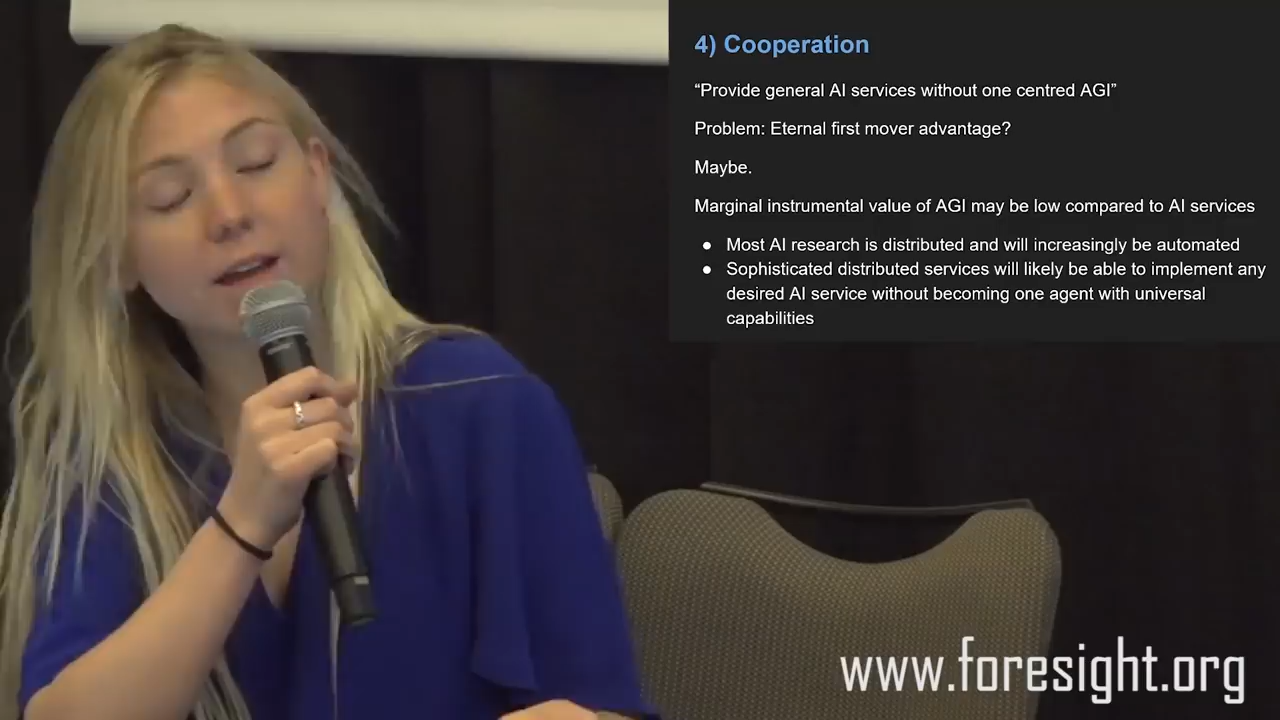 4) Cooperation
“Provide general AI services without one centred AGI”
Problem: Eternal first mover advantage?
Maybe.
Marginal instrumental value of AGI may be low compared to AI services
● Most AI research is distributed and will increasingly be automated
● Sophisticated distributed services will likely be able to implement any
desired AI service without becoming one agent with universal
capabilities
www.foresight.org